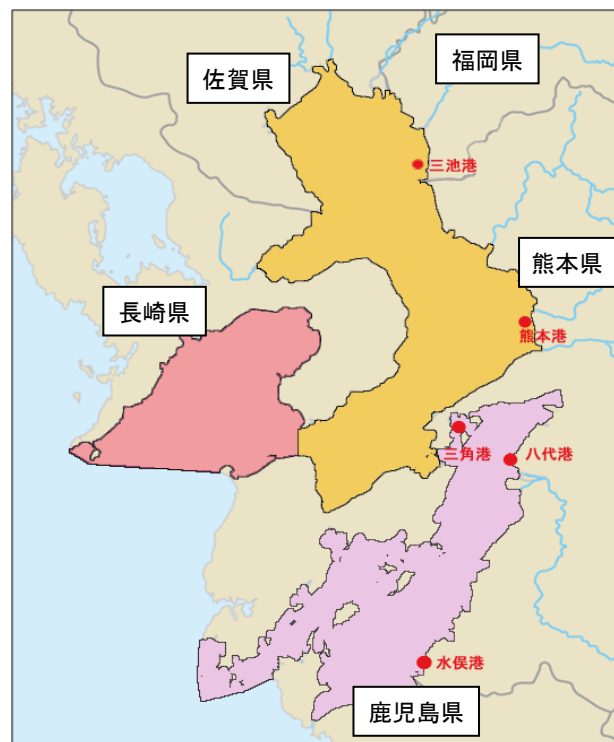 福岡県
佐賀県
三池港
熊本県
長崎県
熊本港
三角港
八代港
水俣港
鹿児島県